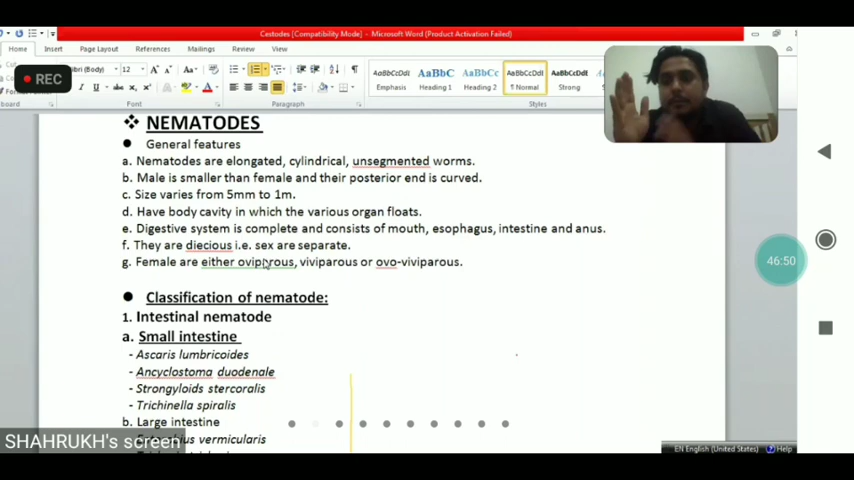 Cestodes [Compatibility Mode] - Microsoft Word (Product Activation Failed)
Home Insert Page Layout References Mailings Review View
12
REC
AaBbCcDdI AaBbC AaBbCc AaBbCcDdI AaBbCcDd
Emphasis Heading 1 Heading 2 ¶ Normal Strong
Font Paragraph Styles
❖ NEMATODES
● General features
a. Nematodes are elongated, cylindrical, unsegmented worms.
b. Male is smaller than female and their posterior end is curved.
c. Size varies from 5mm to 1m.
d. Have body cavity in which the various organ floats.
e. Digestive system is complete and consists of mouth, esophagus, intestine and anus.
f. They are diecious i.e. sex are separate.
g. Female are either oviparous, viviparous or ovo-viviparous.
46:50
● Classification of nematode:
1. Intestinal nematode
a. Small intestine
- Ascaris lumbricoides
- Ancyclostoma duodenale
- Strongyloids stercoralis
- Trichinella spiralis
b. Large intestine
vermicularis
SHAHRUKH's screen
EN English (United States) Help